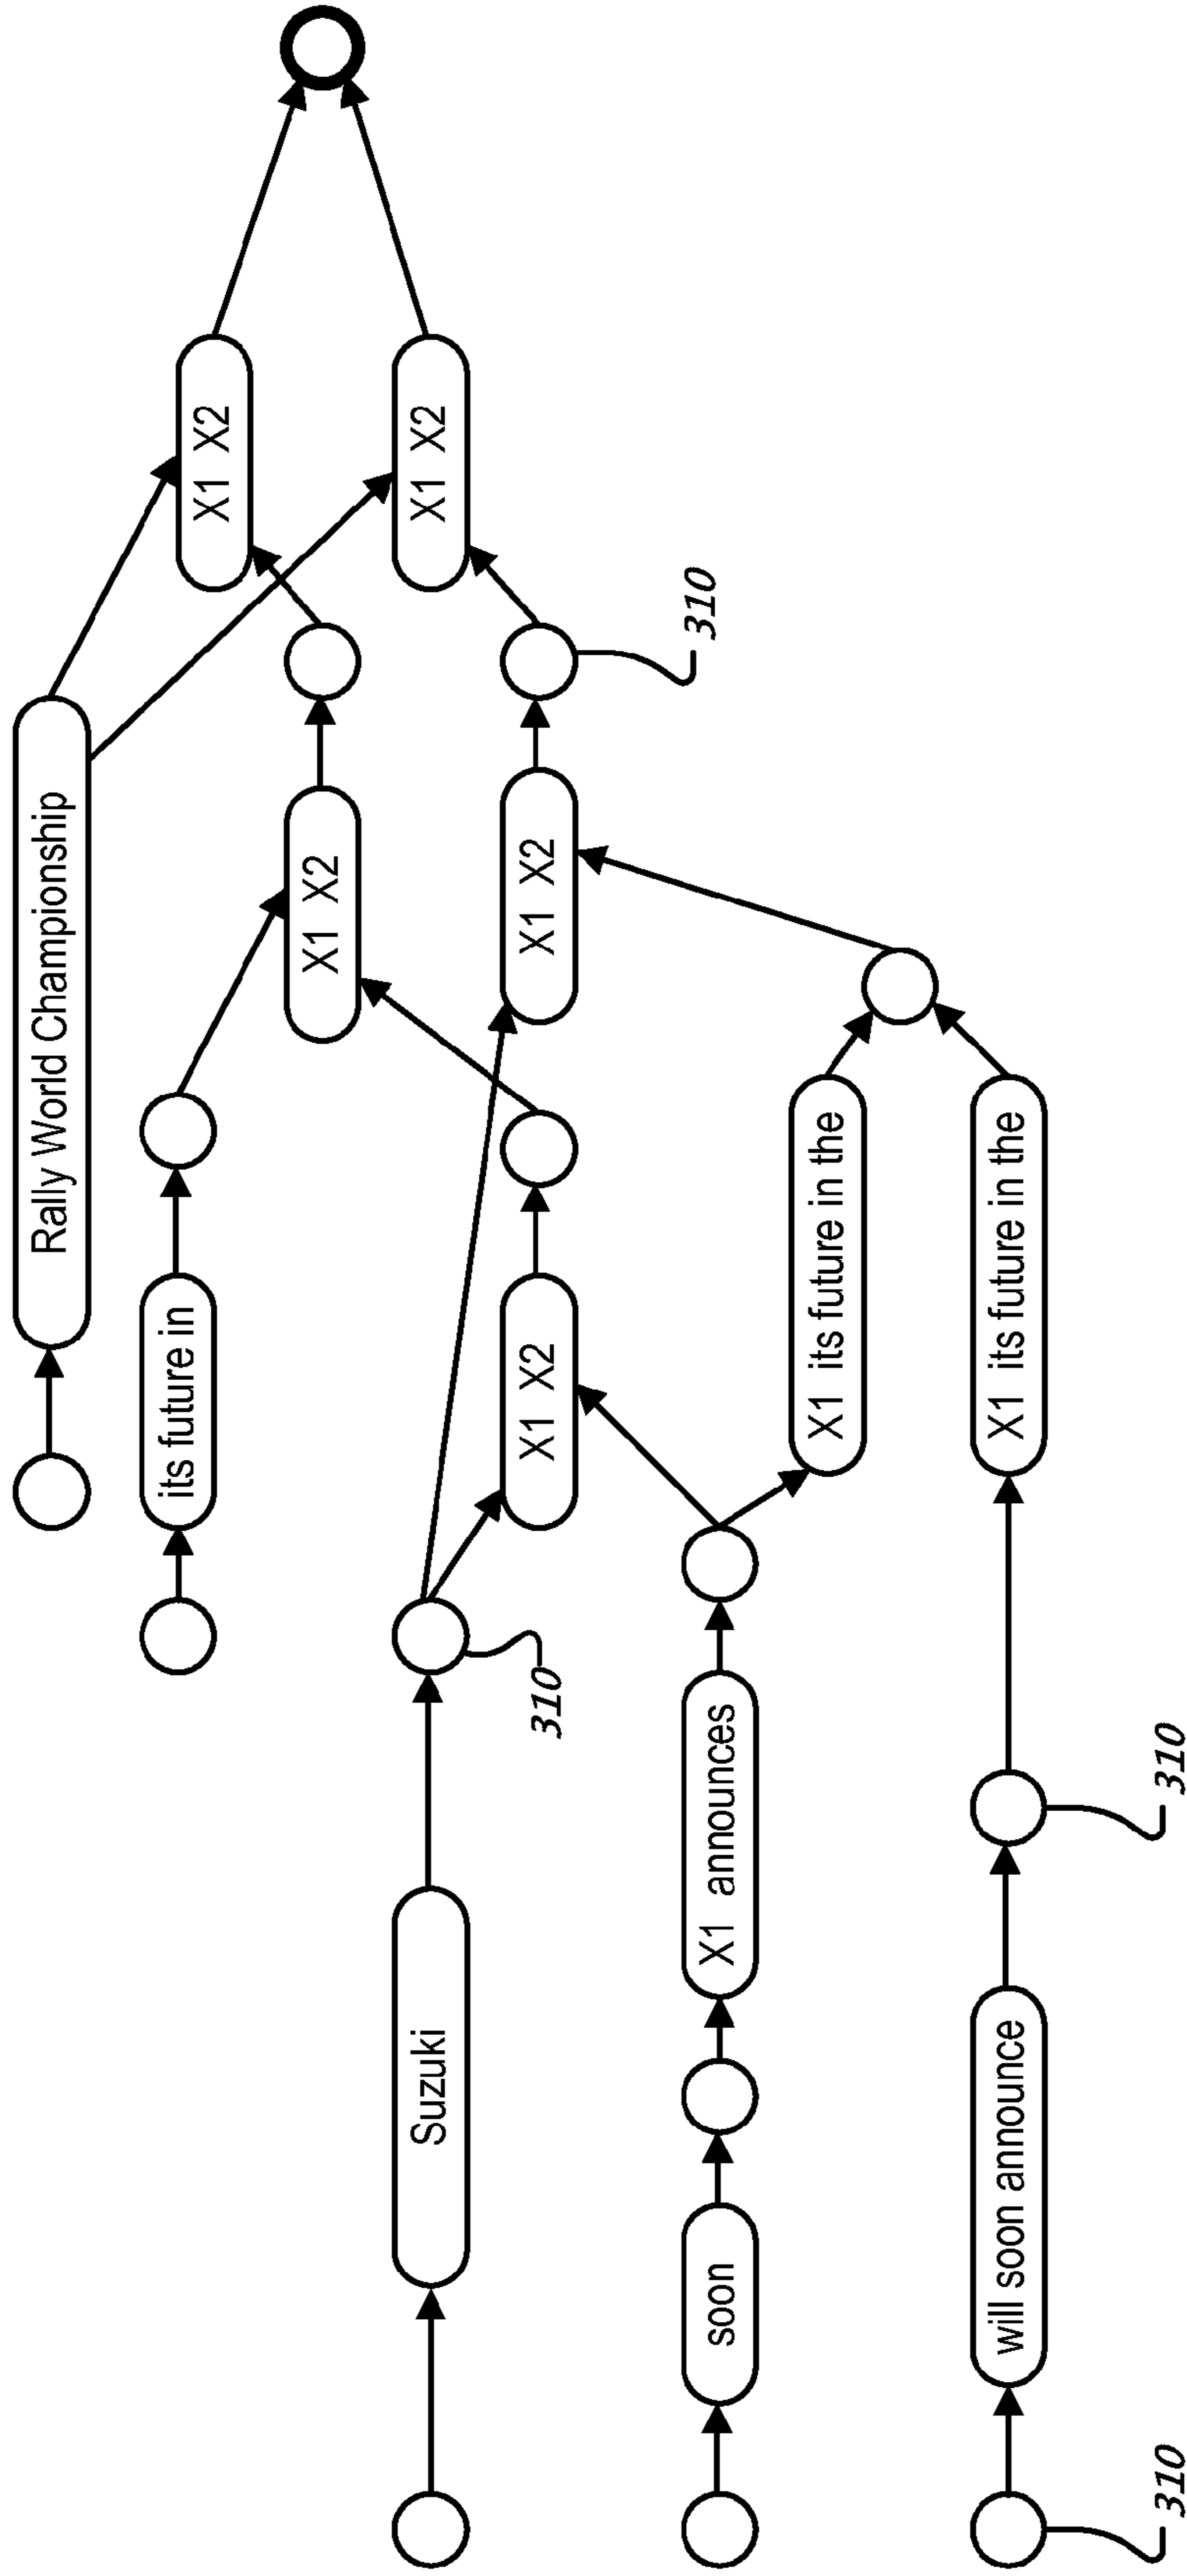 Rally World Championship
its future in
X1 X2
X1 X2
X1 X2
Suzuki
310
X1 X2
X1 X2
310
soon
X1 announces
X1 its future in the
will soon announce
X1 its future in the
310
310